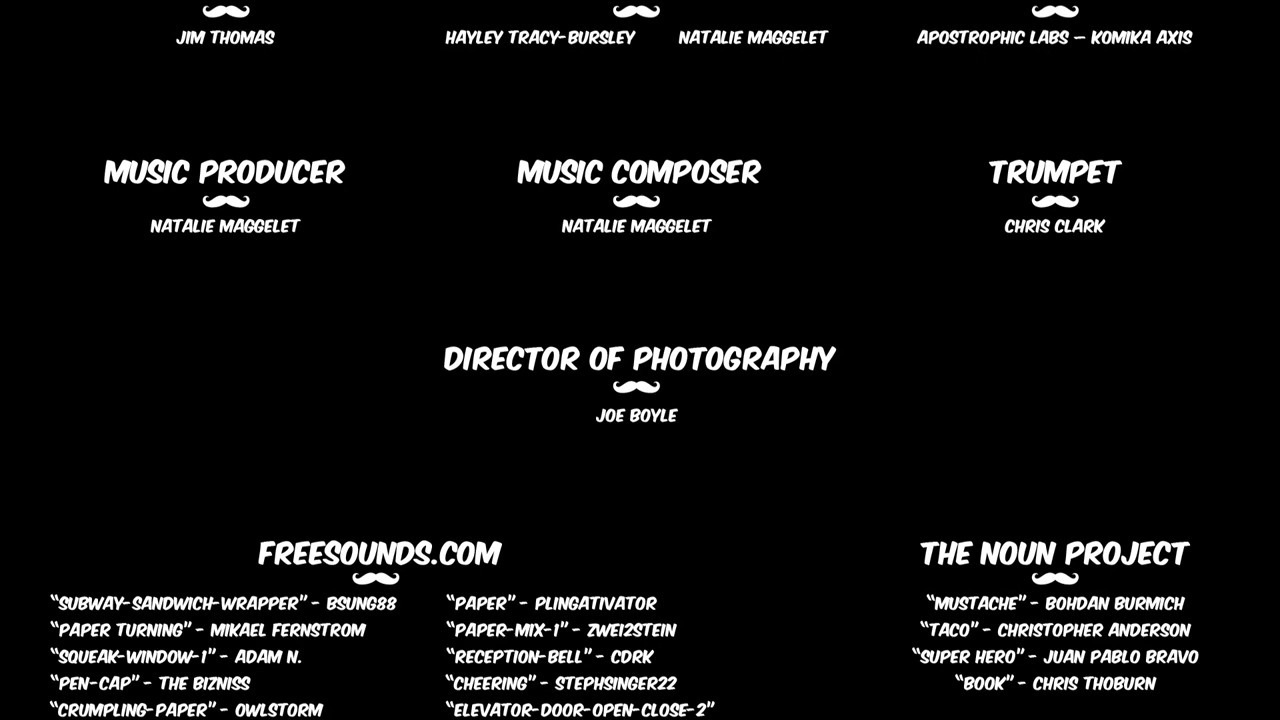 JIM THOMAS
HAYLEY TRACY-BURSLEY NATALIE MAGGELET
APOSTROPHIC LABS – KOMIKA AXIS
MUSIC PRODUCER
NATALIE MAGGELET
MUSIC COMPOSER
NATALIE MAGGELET
TRUMPET
CHRIS CLARK
DIRECTOR OF PHOTOGRAPHY
JOE BOYLE
FREESOUNDS.COM
“SUBWAY-SANDWICH-WRAPPER” - BSUNG88
“PAPER TURNING” - MIKAEL FERNSTROM
“SQUEAK-WINDOW-1” - ADAM N.
“PEN-CAP” - THE BIZNISS
“CRUMPLING-PAPER” - OWLSTORM
“PAPER” - PLINGATIVATOR
“PAPER-MIX-1” - ZWEI2STEIN
“RECEPTION-BELL” - CDRK
“CHEERING” - STEPHSINGER22
“ELEVATOR-DOOR-OPEN-CLOSE-2”
THE NOUN PROJECT
“MUSTACHE” - BOHDAN BURMICH
“TACO” - CHRISTOPHER ANDERSON
“SUPER HERO” - JUAN PABLO BRAVO
“BOOK” - CHRIS THOBURN